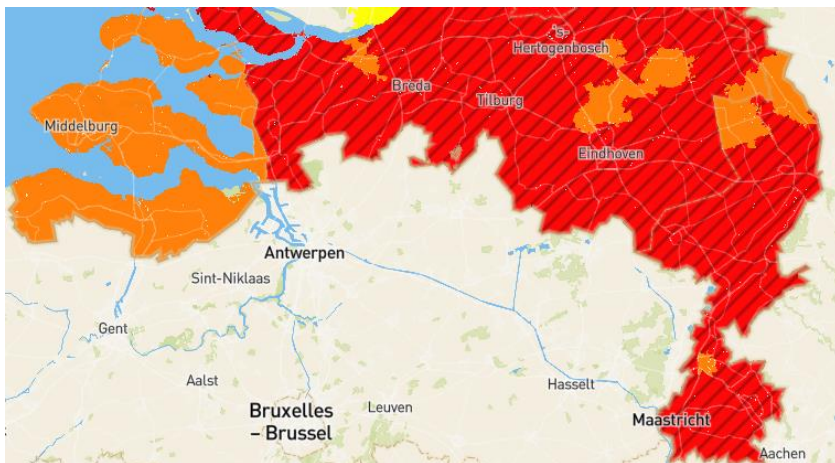 's-
Hertogenbosch
Breda
Tilburg
Middelburg
Eindhoven
Antwerpen
Sint-Niklaas
Gent
Aalst
Hasselt
Bruxelles
– Brussel
Leuven
Maastricht
Aachen